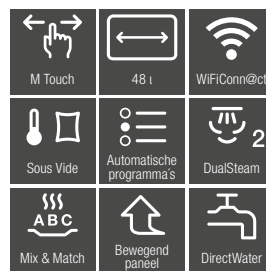 M Touch
48 ι
WiFiConn@ct
Sous Vide
Automatische
programma´s
2
DualSteam
ABC
Mix & Match
Bewegend
paneel
DirectWater